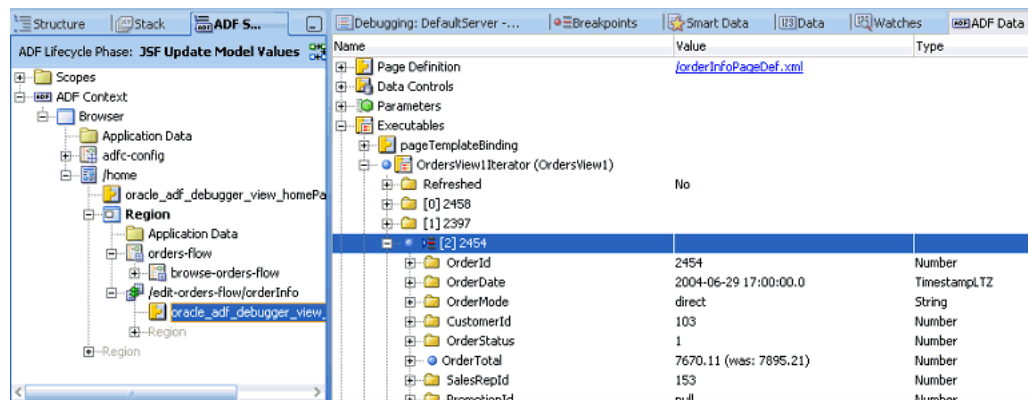 Structure
Stack
ADF S...
ADF Lifecycle Phase: JSF Update Model Values
Scopes
ADF Context
Browser
Application Data
adfc-config
/home
oracle_adf_debugger_view_homePa
Region
Application Data
orders-flow
browse-orders-flow
/edit-orders-flow/orderInfo
oracle_adf_debugger_view_
Region
Region
Debugging: DefaultServer -...
Breakpoints
Smart Data
Data
Watches
ADF Data
Name Value Type
Page Definition /orderInfoPageDef.xml
Data Controls
Parameters
Executables
pageTemplateBinding
OrdersView1Iterator (OrdersView1)
Refreshed No
[0] 2458
[1] 2397
[2] 2454
OrderId 2454 Number
OrderDate 2004-06-29 17:00:00.0 TimestampLTZ
OrderMode direct String
CustomerId 103 Number
OrderStatus 1 Number
OrderTotal 7670.11 (was: 7895.21) Number
SalesRepId 153 Number
PromotionId null Number